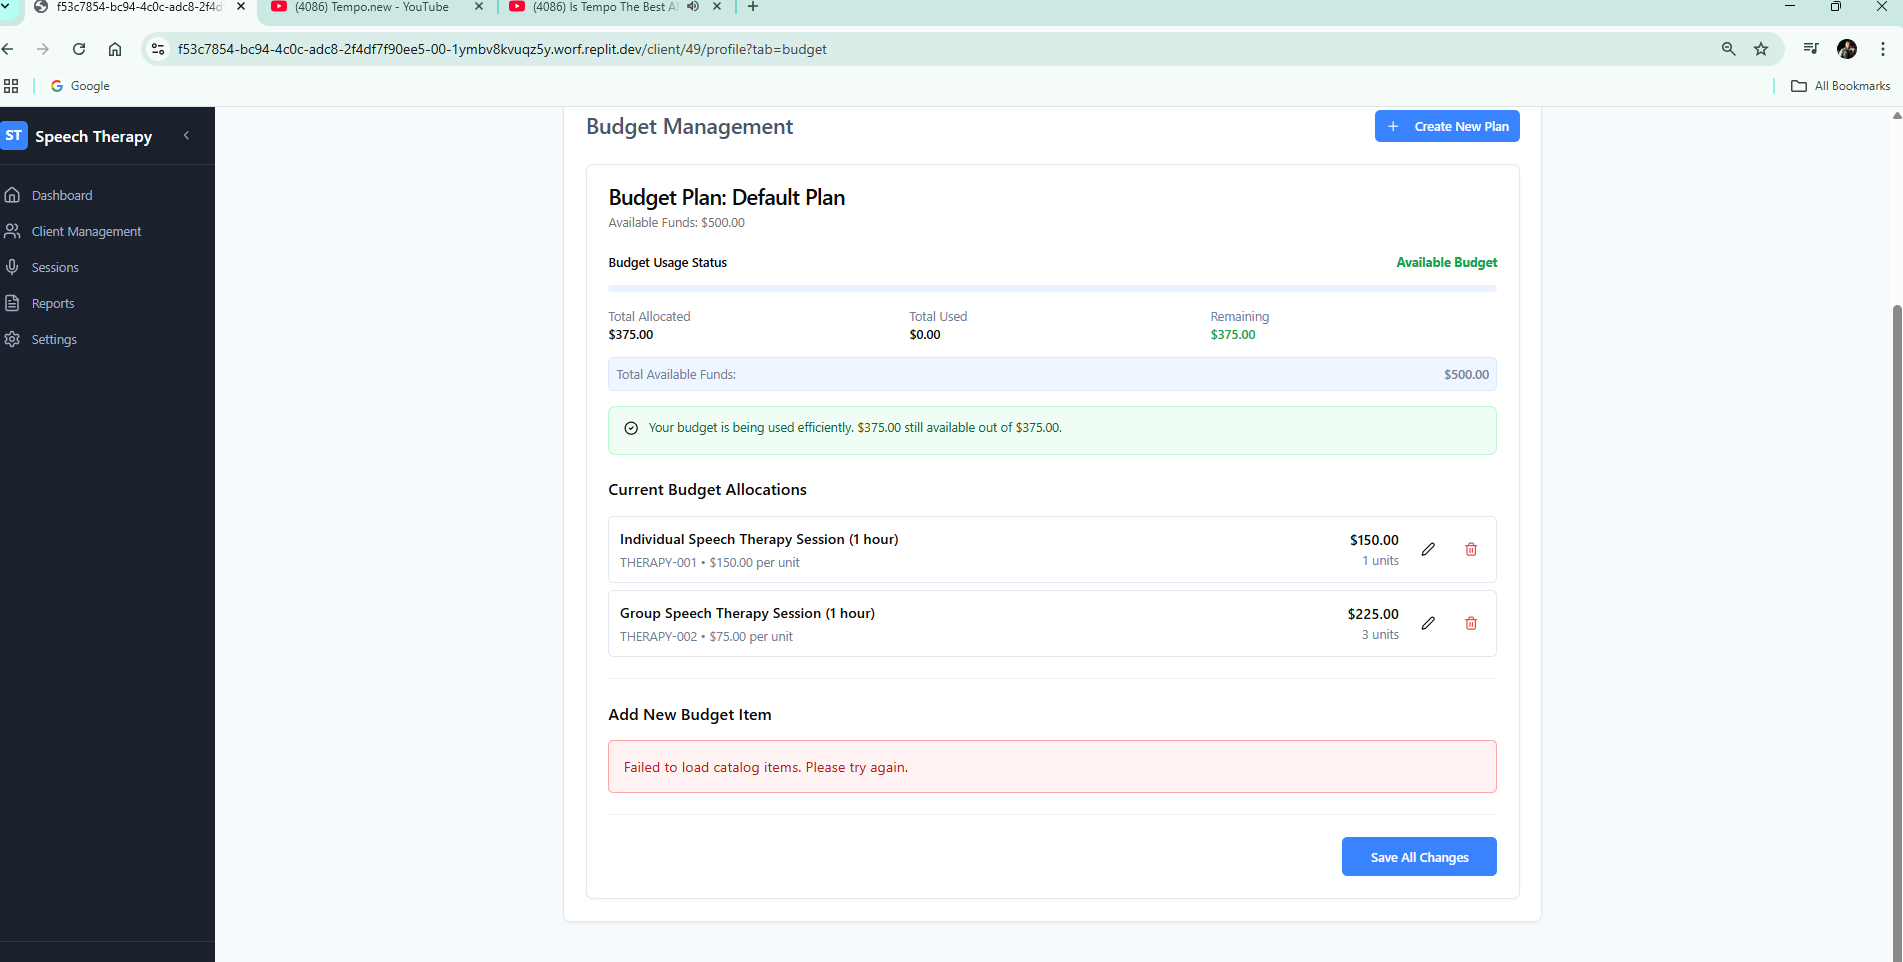 f53c7854-bc94-4c0c-adc8-2f4d
(4086) Tempo.new - YouTube
(4086) Is Tempo The Best AI
f53c7854-bc94-4c0c-adc8-2f4df7f90ee5-00-1ymbv8kvuqz5y.worf.replit.dev/client/49/profile?tab=budget
Google
All Bookmarks
ST
Speech Therapy
Dashboard
Client Management
Sessions
Reports
Settings
Budget Management
Create New Plan
Budget Plan: Default Plan
Available Funds: $500.00
Budget Usage Status
Available Budget
Total Allocated
$375.00
Total Used
$0.00
Remaining
$375.00
Total Available Funds:
$500.00
Your budget is being used efficiently. $375.00 still available out of $375.00.
Current Budget Allocations
Individual Speech Therapy Session (1 hour)
THERAPY-001 • $150.00 per unit
$150.00
1 units
Group Speech Therapy Session (1 hour)
THERAPY-002 • $75.00 per unit
$225.00
3 units
Add New Budget Item
Failed to load catalog items. Please try again.
Save All Changes